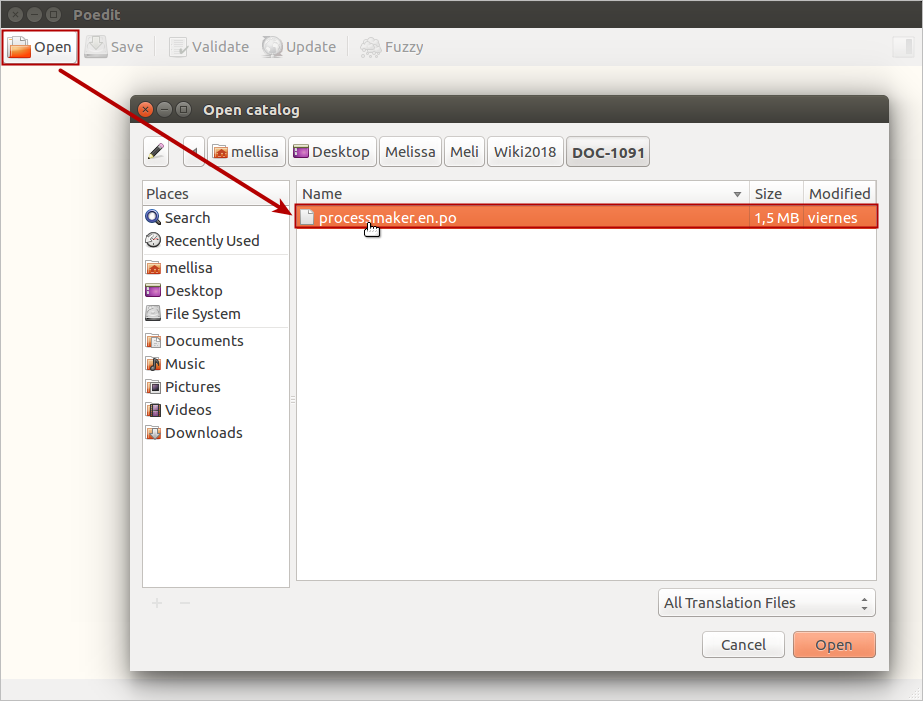 Poedit
Open Save Validate Update Fuzzy
Open catalog
mellisa Desktop Melissa Meli Wiki2018 DOC-1091
Places
Search
Recently Used
mellisa
Desktop
File System
Documents
Music
Pictures
Videos
Downloads
Name Size Modified
processmaker.en.po 1,5 MB viernes
All Translation Files
Cancel Open